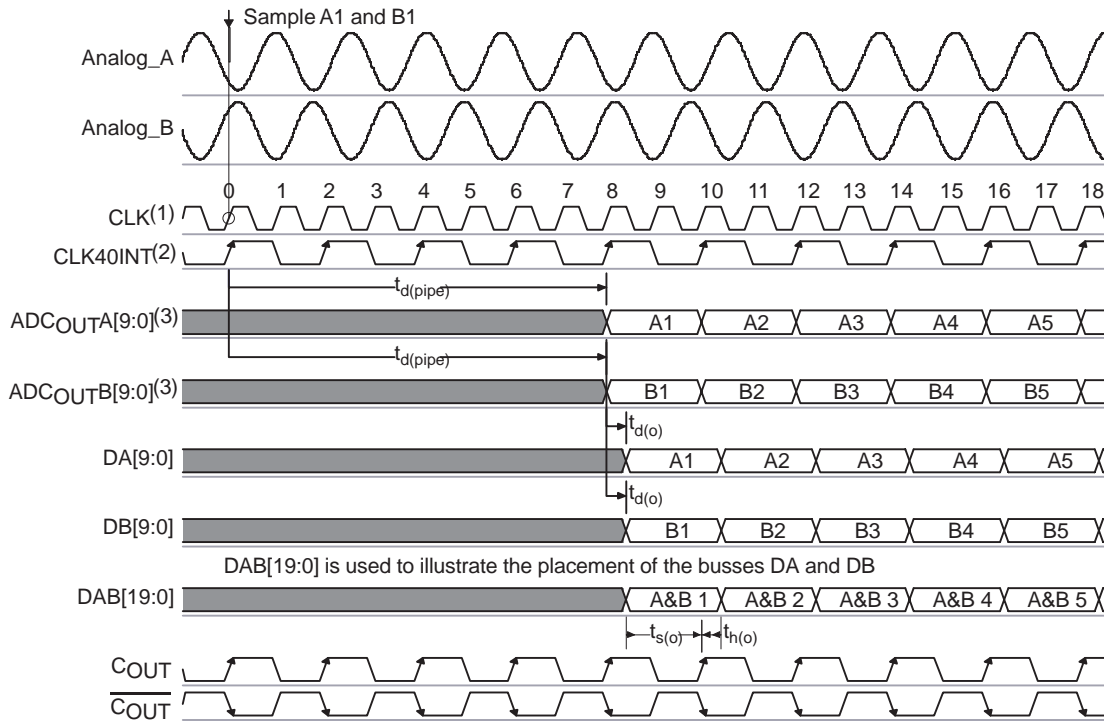 Sample A1 and B1
Analog_A
Analog_B
0 1 2 3 4 5 6 7 8 9 10 11 12 13 14 15 16 17 18
CLK(1)
CLK40INT(2)
td(pipe)
ADCOUTA[9:0](3) A1 A2 A3 A4 A5
td(pipe)
ADCOUTB[9:0](3) B1 B2 B3 B4 B5
td(o)
DA[9:0] A1 A2 A3 A4 A5
td(o)
DB[9:0] B1 B2 B3 B4 B5
DAB[19:0] is used to illustrate the placement of the busses DA and DB
DAB[19:0] A&B 1 A&B 2 A&B 3 A&B 4 A&B 5
ts(o) th(o)
COUT
COUT